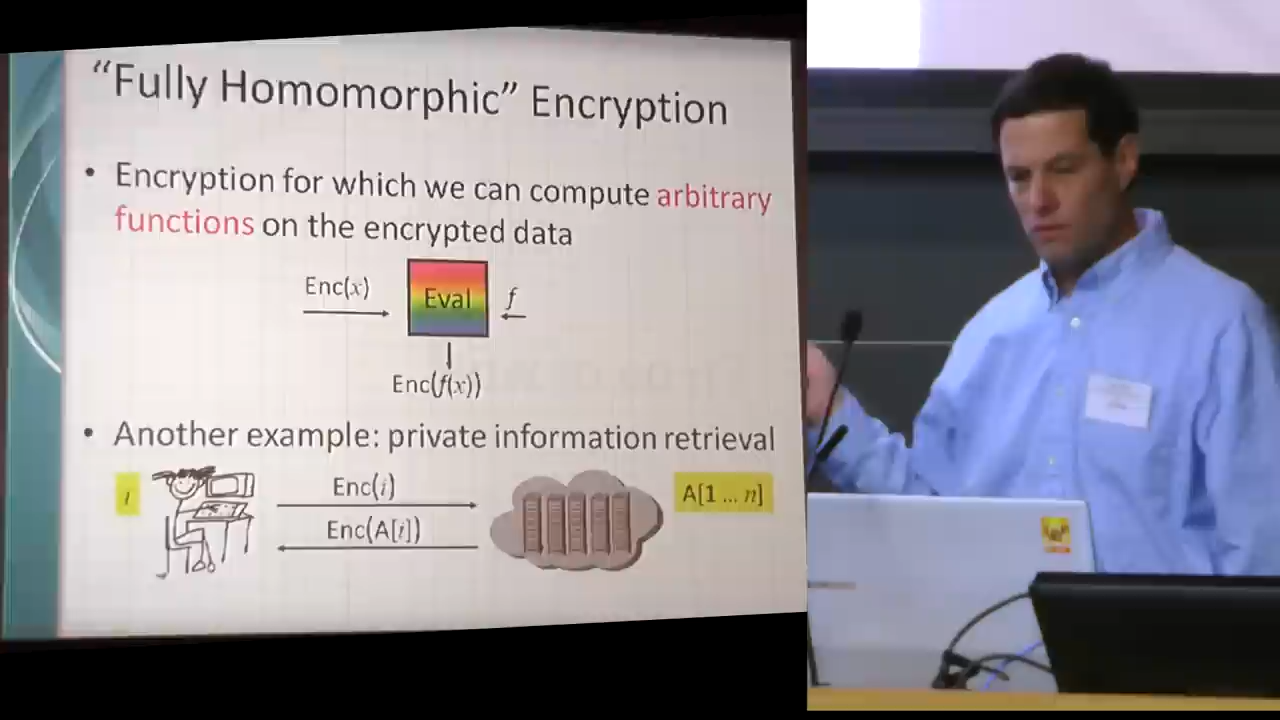 “Fully Homomorphic” Encryption
• Encryption for which we can compute arbitrary
functions on the encrypted data
Enc(x)
Eval
f
Enc(f(x))
• Another example: private information retrieval
i
Enc(i)
A[1 ... n]
Enc(A[i])